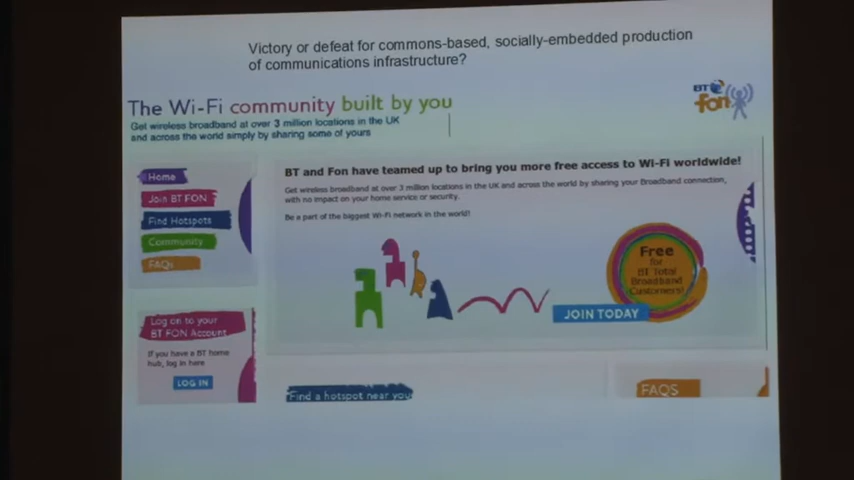 Victory or defeat for commons-based, socially-embedded production
of communications infrastructure?
The Wi-Fi community built by you
Get wireless broadband at over 3 million locations in the UK
and across the world simply by sharing some of yours
BT
fon
Home
Join BT FON
Find Hotspots
Community
FAQs
BT and Fon have teamed up to bring you more free access to Wi-Fi worldwide!
Get wireless broadband at over 3 million locations in the UK and across the world by sharing your Broadband connection,
with no impact on your home service or security.
Be a part of the biggest Wi-Fi network in the world!
Free
for
BT Total
Broadband
Customers!
JOIN TODAY
Log on to your
BT FON Account
If you have a BT home
hub, log in here
LOG IN
Find a hotspot near you
FAQS